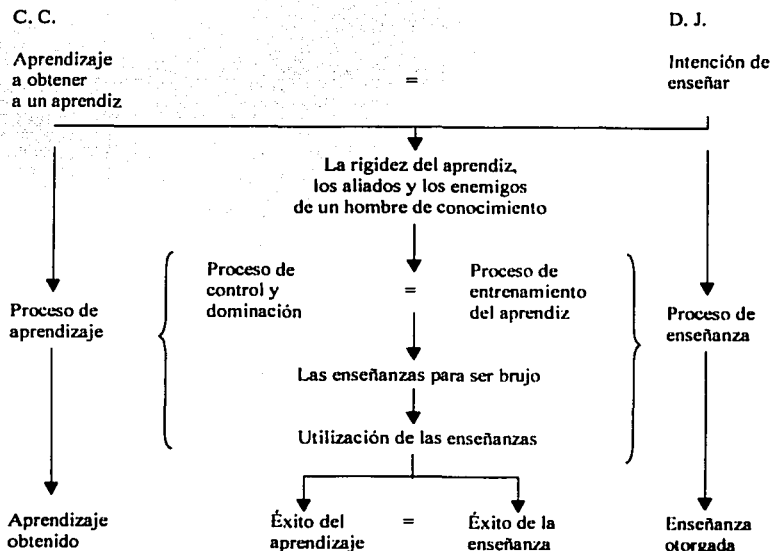 C. C.
D. J.
Aprendizaje
a obtener
a un aprendiz
=
Intención de
enseñar
La rigidez del aprendiz,
los aliados y los enemigos
de un hombre de conocimiento
Proceso de
control y
dominación
=
Proceso de
entrenamiento
del aprendiz
Proceso de
aprendizaje
Proceso de
enseñanza
Las enseñanzas para ser brujo
Utilización de las enseñanzas
Aprendizaje
obtenido
Éxito del
aprendizaje
=
Éxito de la
enseñanza
Enseñanza
otorgada